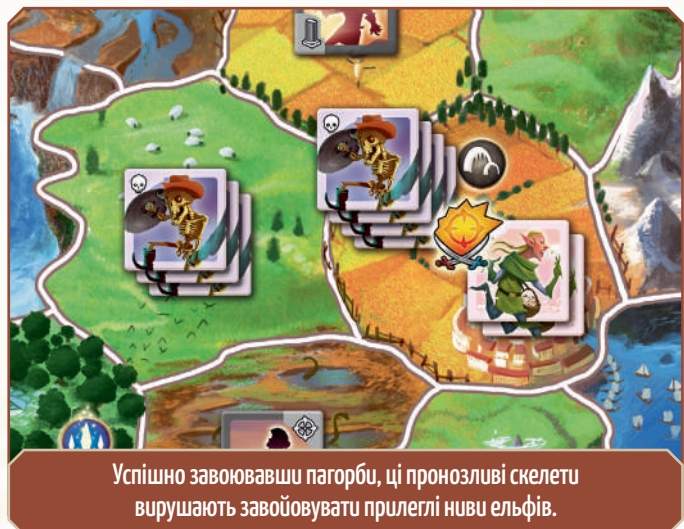 Успішно завоювавши пагорби, ці пронозливі скелети
вирушають завойовувати прилеглі ниви ельфів.